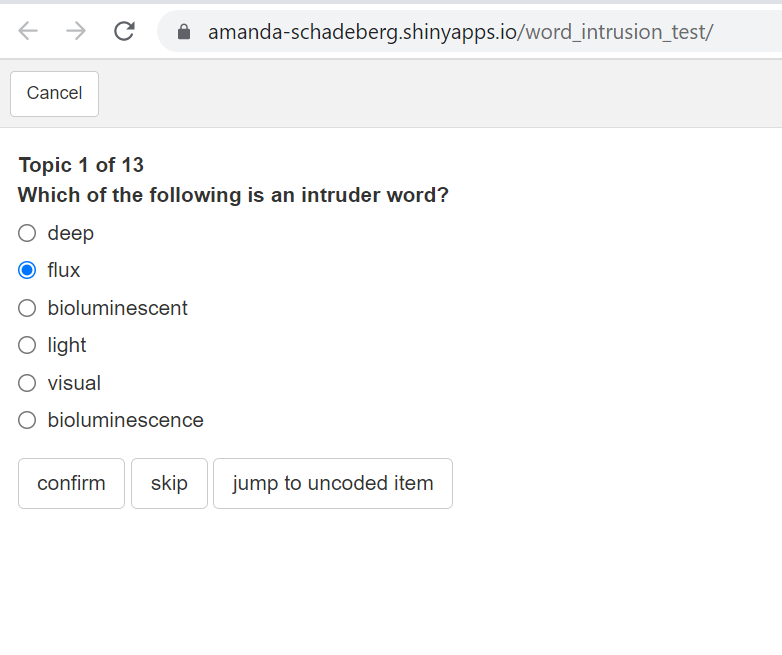 amanda-schadeberg.shinyapps.io/word_intrusion_test/
Cancel
Topic 1 of 13
Which of the following is an intruder word?
deep
flux
bioluminescent
light
visual
bioluminescence
confirm skip jump to uncoded item